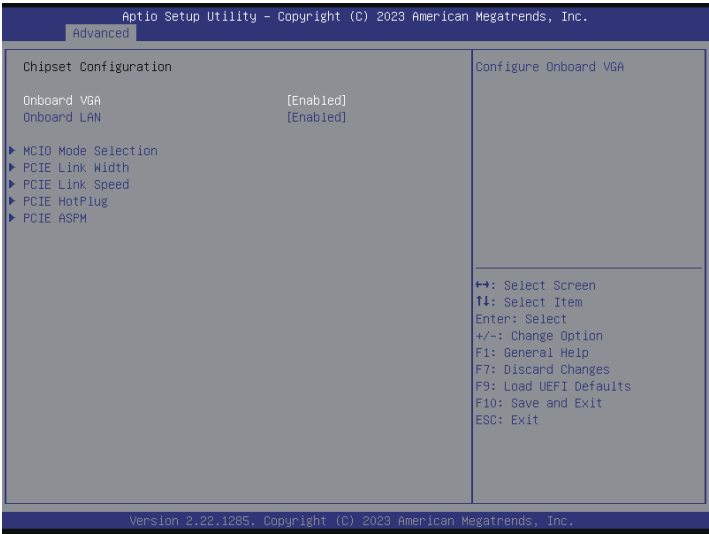 Aptio Setup Utility – Copyright (C) 2023 American Megatrends, Inc.
Advanced
Chipset Configuration
Onboard VGA [Enabled]
Onboard LAN [Enabled]
MCIO Mode Selection
PCIE Link Width
PCIE Link Speed
PCIE HotPlug
PCIE ASPM
Configure Onboard VGA
↔: Select Screen
↑↓: Select Item
Enter: Select
+/-: Change Option
F1: General Help
F7: Discard Changes
F9: Load UEFI Defaults
F10: Save and Exit
ESC: Exit
Version 2.22.1285. Copyright (C) 2023 American Megatrends, Inc.